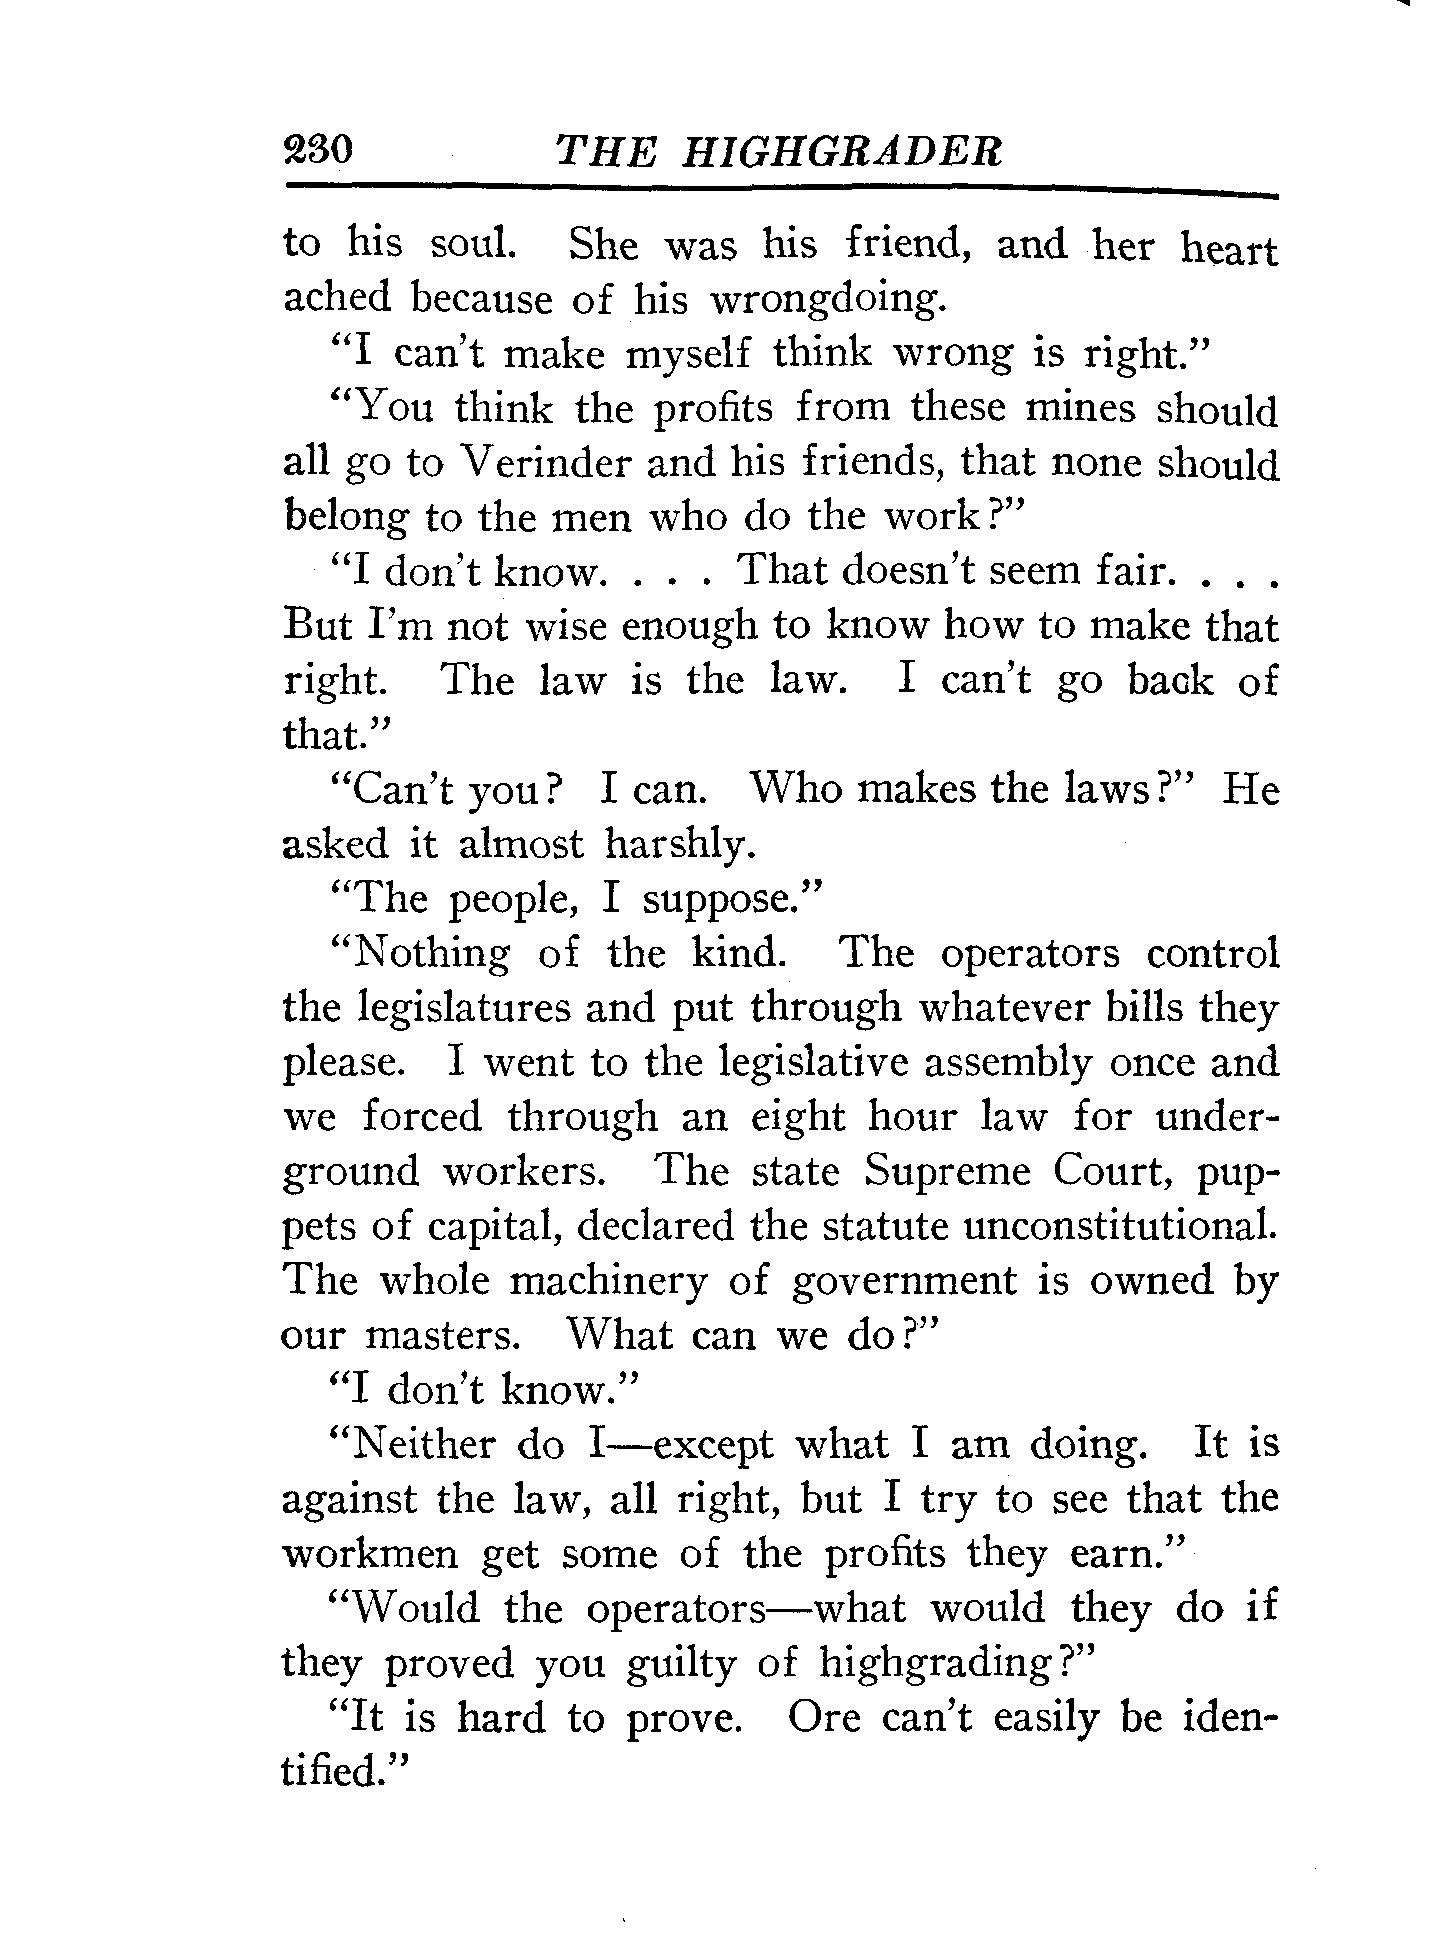 230 THE HIGHGRADER
to his soul. She was his friend, and her heart
ached because of his wrongdoing.
“I can’t make myself think wrong is right.”
“You think the profits from these mines should
all go to Verinder and his friends, that none should
belong to the men who do the work?”
“I don’t know. . . . That doesn’t seem fair. . . .
But I’m not wise enough to know how to make that
right. The law is the law. I can’t go back of
that.”
“Can’t you? I can. Who makes the laws?” He
asked it almost harshly.
“The people, I suppose.”
“Nothing of the kind. The operators control
the legislatures and put through whatever bills they
please. I went to the legislative assembly once and
we forced through an eight hour law for under-
ground workers. The state Supreme Court, pup-
pets of capital, declared the statute unconstitutional.
The whole machinery of government is owned by
our masters. What can we do?”
“I don’t know.”
“Neither do I—except what I am doing. It is
against the law, all right, but I try to see that the
workmen get some of the profits they earn.”
“Would the operators—what would they do if
they proved you guilty of highgrading?”
“It is hard to prove. Ore can’t easily be iden-
tified.”